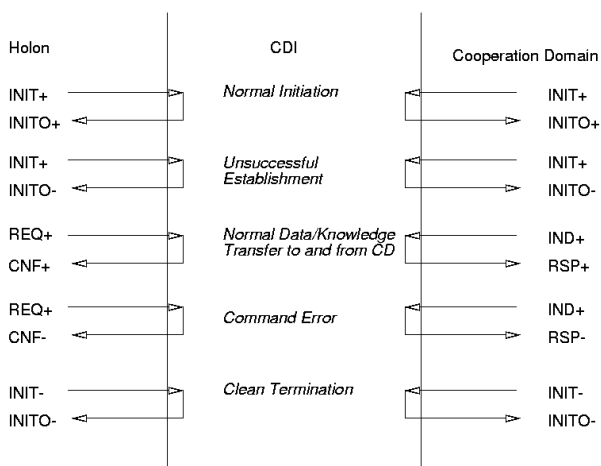 Holon CDI Cooperation Domain
INIT+ Normal Initiation INIT+
INITO+ INITO+
INIT+ Unsuccessful INIT+
INITO- Establishment INITO-
REQ+ Normal Data/Knowledge IND+
CNF+ Transfer to and from CD RSP+
REQ+ Command Error IND+
CNF- RSP-
INIT- Clean Termination INIT-
INITO- INITO-